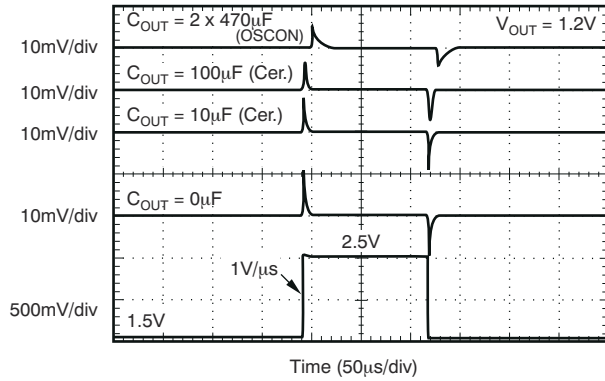 C_OUT = 2 x 470μF
(OSCON)
V_OUT = 1.2V
10mV/div
C_OUT = 100μF (Cer.)
10mV/div
C_OUT = 10μF (Cer.)
10mV/div
C_OUT = 0μF
10mV/div
2.5V
1V/μs
500mV/div
1.5V
Time (50μs/div)